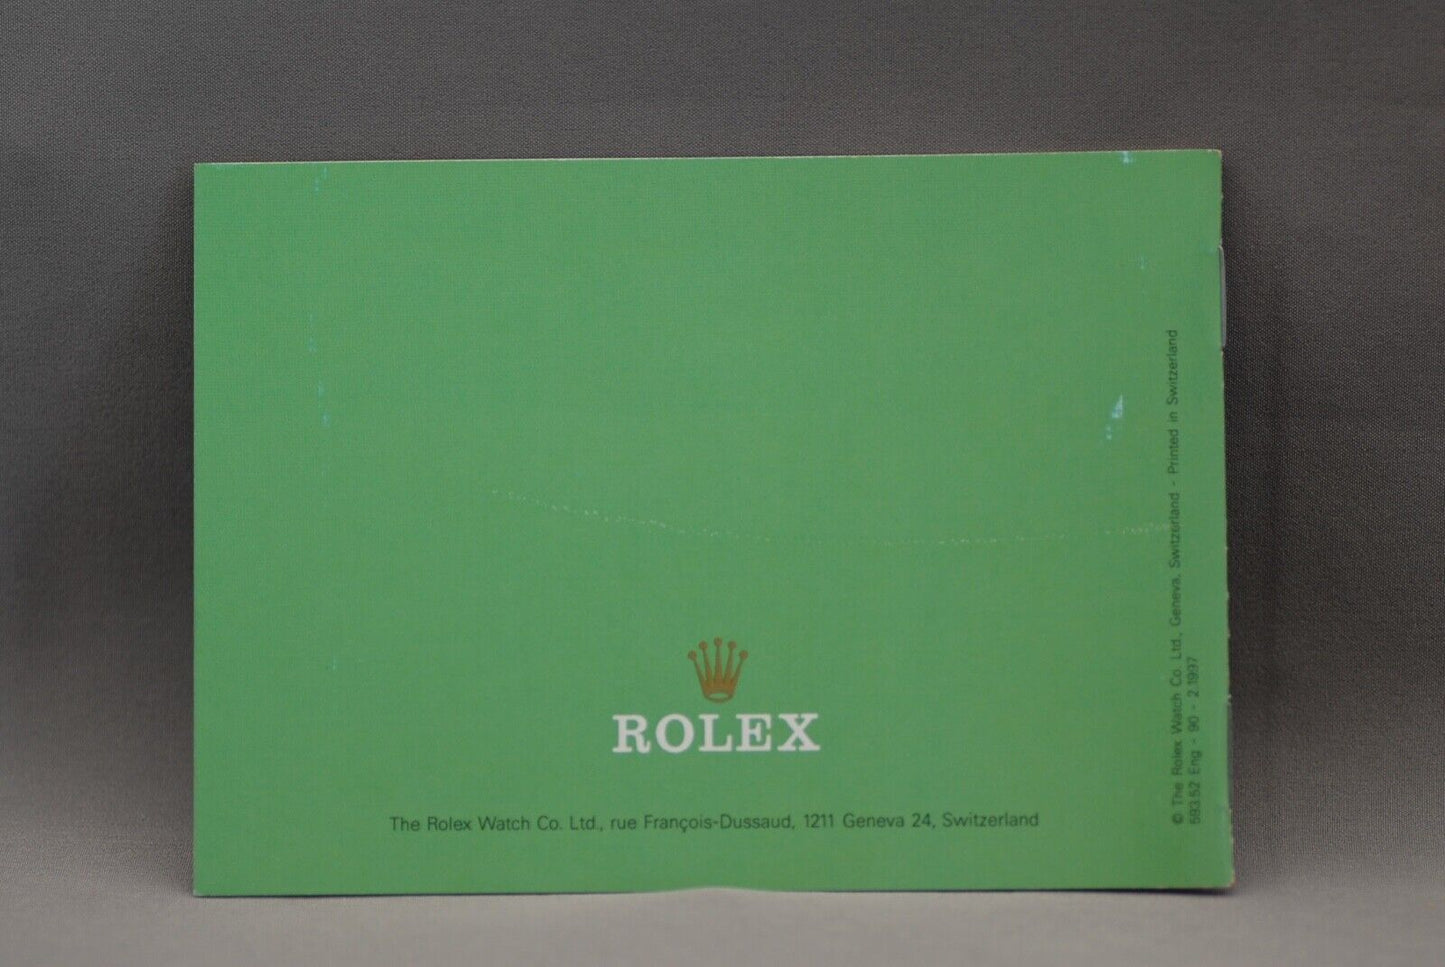 ROLEX
The Rolex Watch Co. Ltd., rue François-Dussaud, 1211 Geneva 24, Switzerland
© The Rolex Watch Co. Ltd., Geneva, Switzerland - Printed in Switzerland
593.52 Eng - 90 - 2.1997